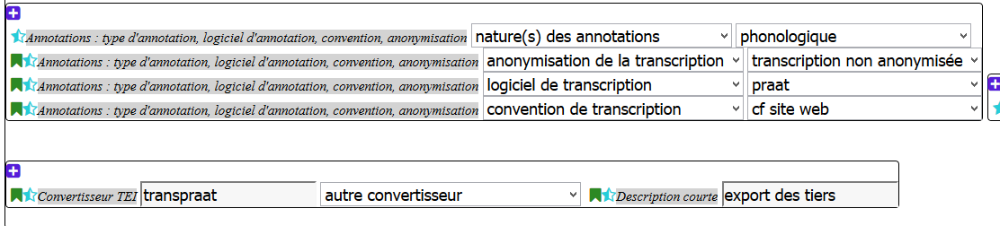 Annotations : type d'annotation, logiciel d'annotation, convention, anonymisation nature(s) des annotations phonologique
Annotations : type d'annotation, logiciel d'annotation, convention, anonymisation anonymisation de la transcription transcription non anonymisée
Annotations : type d'annotation, logiciel d'annotation, convention, anonymisation logiciel de transcription praat
Annotations : type d'annotation, logiciel d'annotation, convention, anonymisation convention de transcription cf site web
Convertisseur TEI transpraat autre convertisseur Description courte export des tiers